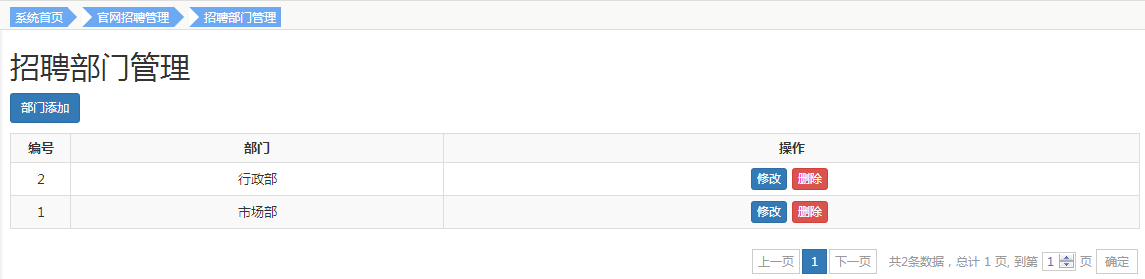 系统首页 官网招聘管理 招聘部门管理
招聘部门管理
部门添加
编号 部门 操作
2 行政部 修改 删除
1 市场部 修改 删除
上一页 1 下一页 共2条数据，总计 1 页, 到第 1 页 确定